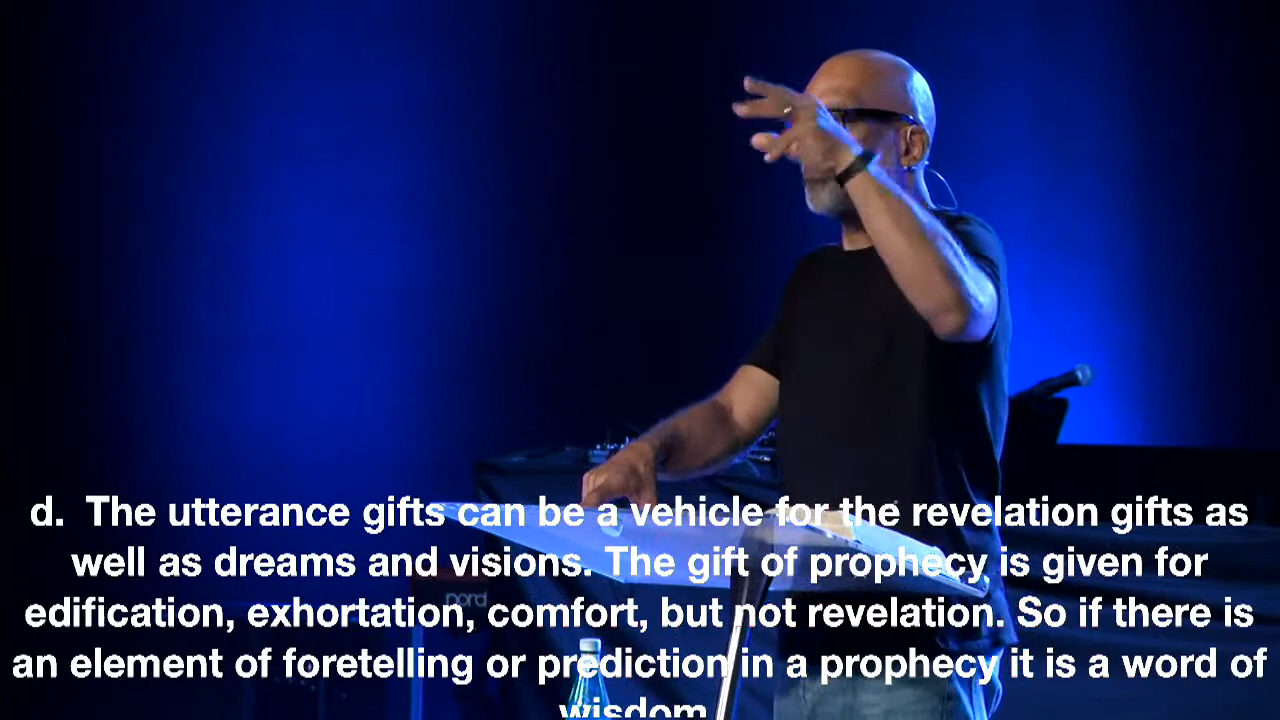 d. The utterance gifts can be a vehicle for the revelation gifts as
well as dreams and visions. The gift of prophecy is given for
edification, exhortation, comfort, but not revelation. So if there is
an element of foretelling or prediction in a prophecy it is a word of
wisdom
nord